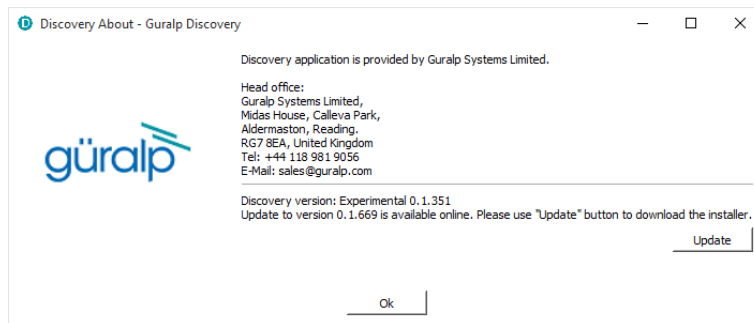 Discovery About - Guralp Discovery
güralp
Discovery application is provided by Guralp Systems Limited.
Head office:
Guralp Systems Limited,
Midas House, Calleva Park,
Aldermaston, Reading.
RG7 8EA, United Kingdom
Tel: +44 118 981 9056
E-Mail: sales@guralp.com
Discovery version: Experimental 0.1.351
Update to version 0.1.669 is available online. Please use "Update" button to download the installer.
Update
Ok